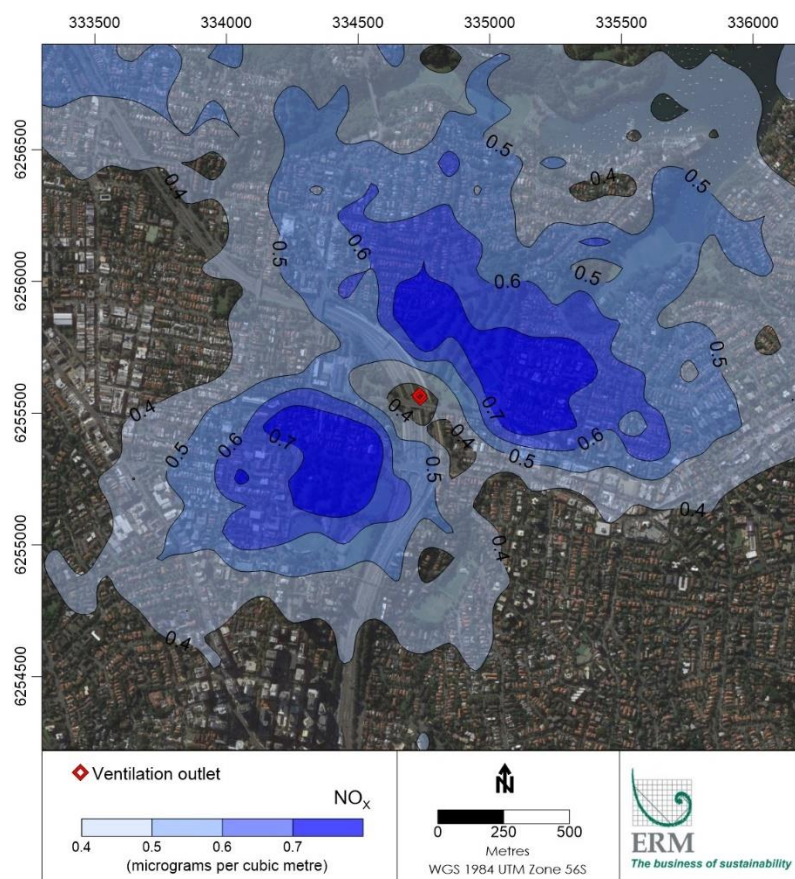 333500 334000 334500 335000 335500 336000
6256500
6256000
6255500
6255000
6254500
0.5
0.4
0.4
0.5
0.5
0.6
0.6
0.5
0.5
0.4
0.4
0.4
0.7
0.6
0.5
0.6
0.7
0.5
0.5
0.4
0.4
0.4
Ventilation outlet
NOx
0.4 0.5 0.6 0.7
(micrograms per cubic metre)
N
0 250 500
Metres
WGS 1984 UTM Zone 56S
ERM
The business of sustainability